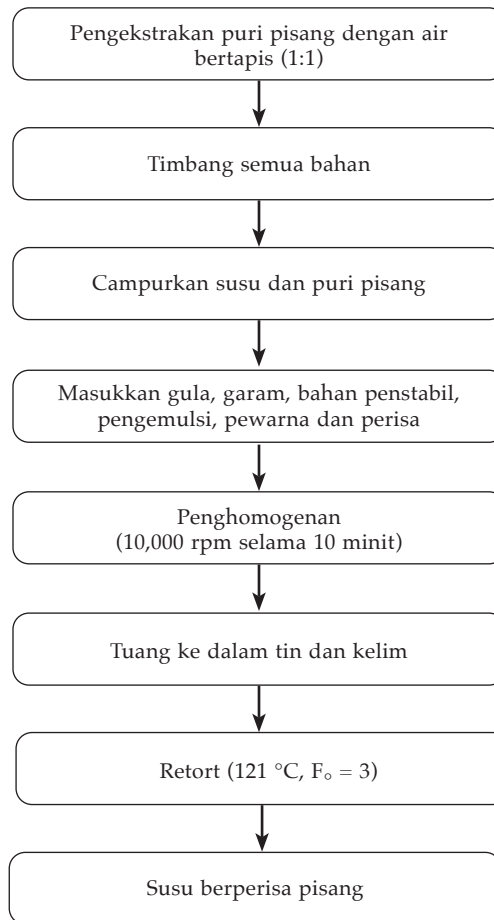 Pengekstrakan puri pisang dengan air
bertapis (1:1)
Timbang semua bahan
Campurkan susu dan puri pisang
Masukkan gula, garam, bahan penstabil,
pengemulsi, pewarna dan perisa
Penghomogenan
(10,000 rpm selama 10 minit)
Tuang ke dalam tin dan kelim
Retort (121 °C, F₀ = 3)
Susu berperisa pisang